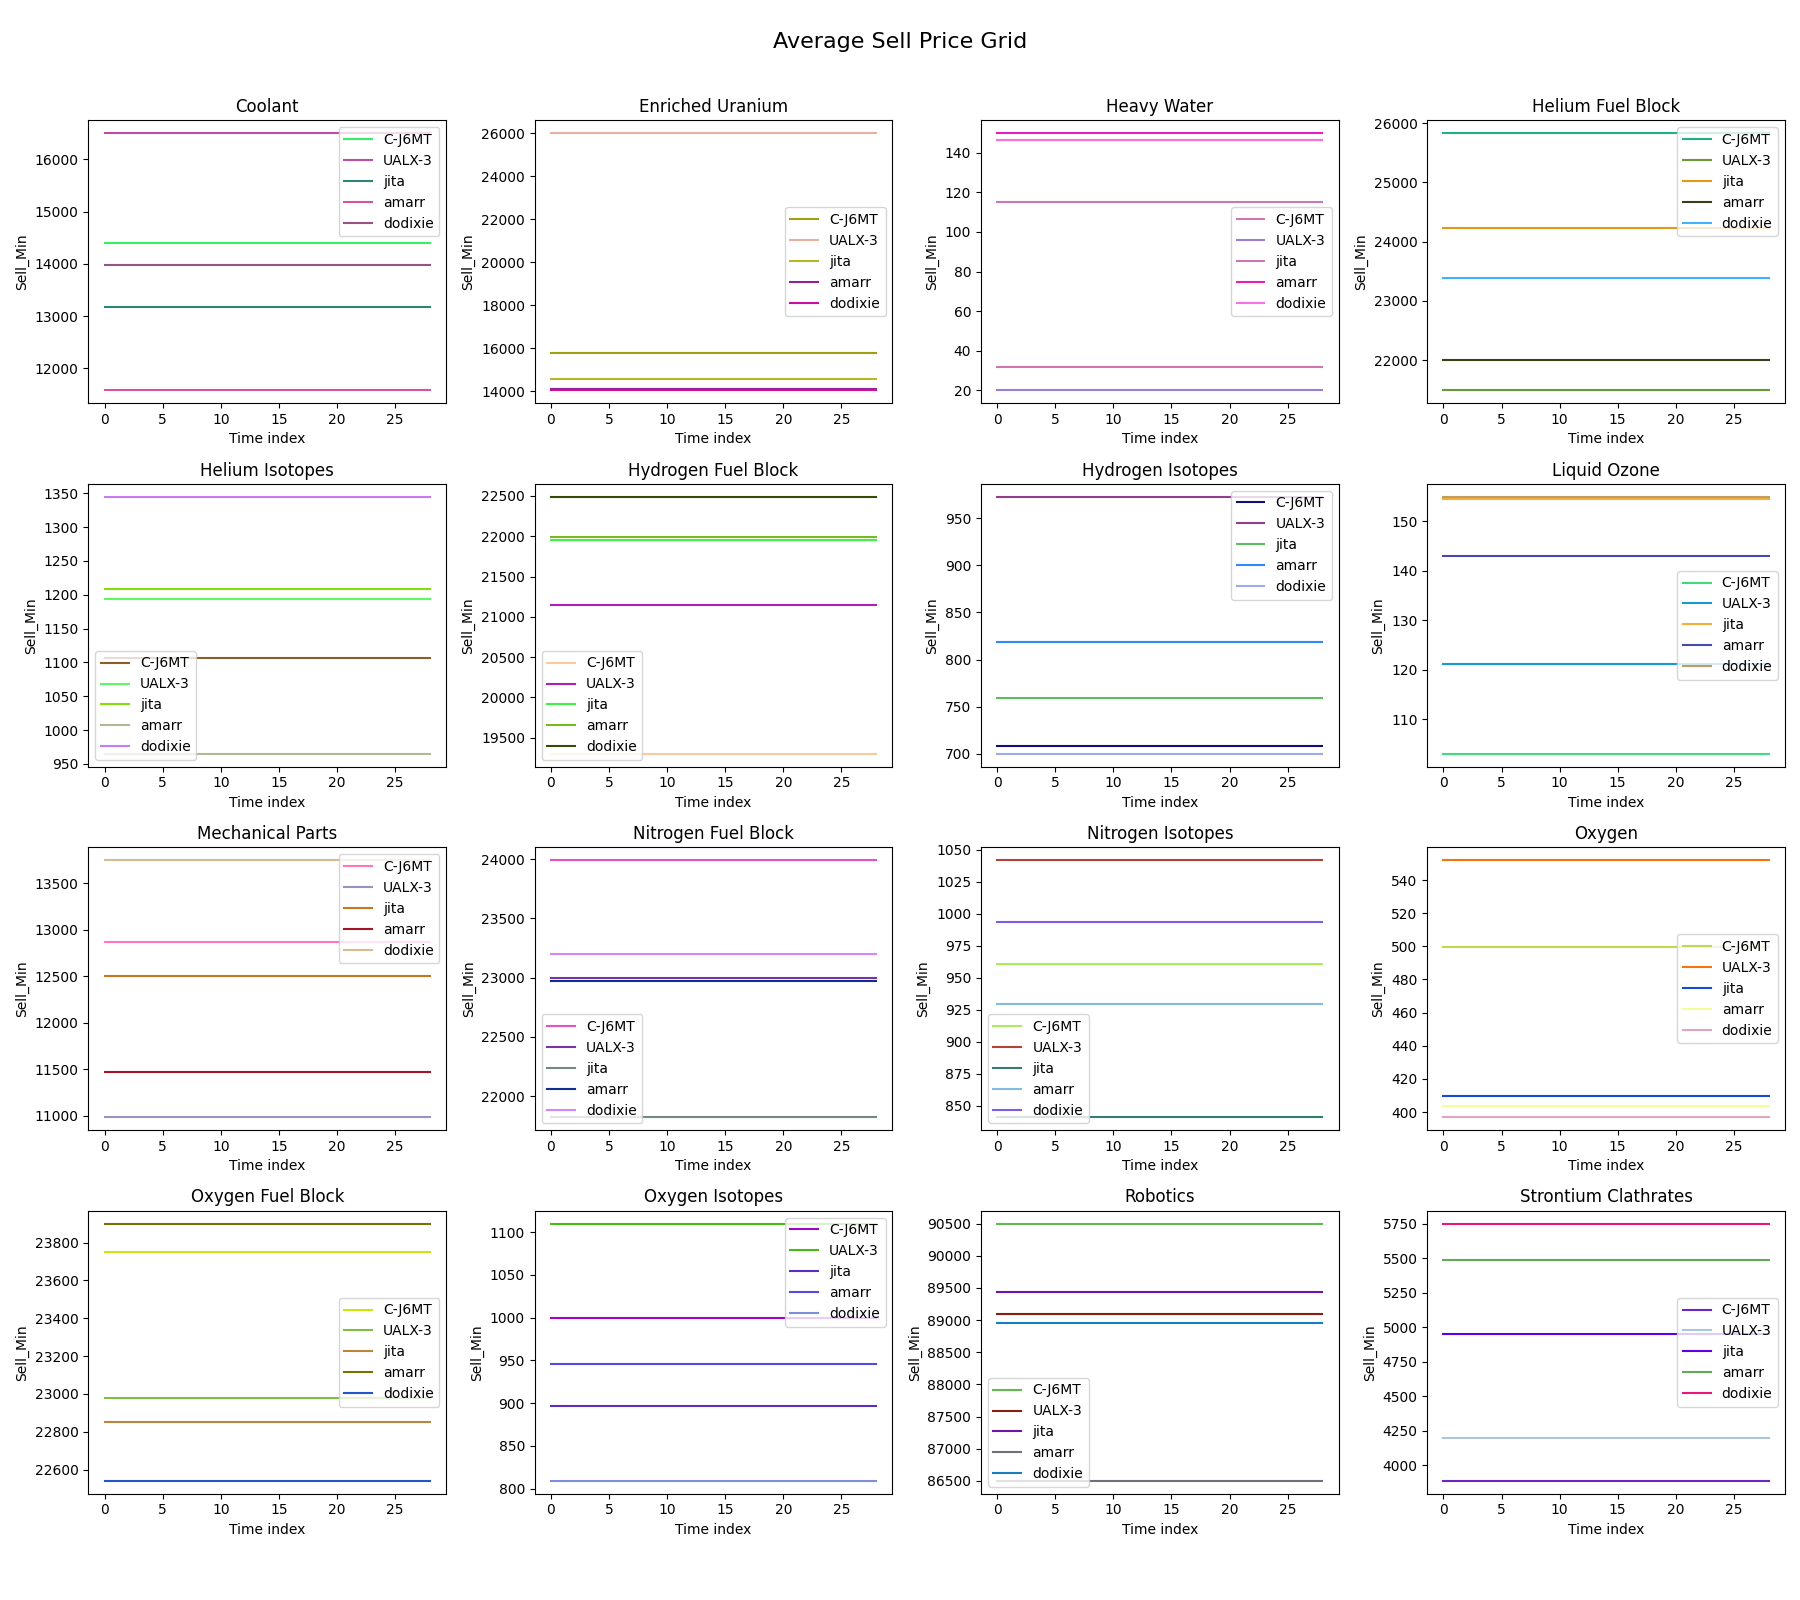 Average Sell Price Grid
Coolant
Sell_Min
16000
15000
14000
13000
12000
C-J6MT
UALX-3
jita
amarr
dodixie
0 5 10 15 20 25
Time index
Enriched Uranium
Sell_Min
26000
24000
22000
20000
18000
16000
14000
C-J6MT
UALX-3
jita
amarr
dodixie
0 5 10 15 20 25
Time index
Heavy Water
Sell_Min
140
120
100
80
60
40
20
C-J6MT
UALX-3
jita
amarr
dodixie
0 5 10 15 20 25
Time index
Helium Fuel Block
Sell_Min
26000
25000
24000
23000
22000
C-J6MT
UALX-3
jita
amarr
dodixie
0 5 10 15 20 25
Time index
Helium Isotopes
Sell_Min
1350
1300
1250
1200
1150
1100
1050
1000
950
C-J6MT
UALX-3
jita
amarr
dodixie
0 5 10 15 20 25
Time index
Hydrogen Fuel Block
Sell_Min
22500
22000
21500
21000
20500
20000
19500
C-J6MT
UALX-3
jita
amarr
dodixie
0 5 10 15 20 25
Time index
Hydrogen Isotopes
Sell_Min
950
900
850
800
750
700
C-J6MT
UALX-3
jita
amarr
dodixie
0 5 10 15 20 25
Time index
Liquid Ozone
Sell_Min
150
140
130
120
110
C-J6MT
UALX-3
jita
amarr
dodixie
0 5 10 15 20 25
Time index
Mechanical Parts
Sell_Min
13500
13000
12500
12000
11500
11000
C-J6MT
UALX-3
jita
amarr
dodixie
0 5 10 15 20 25
Time index
Nitrogen Fuel Block
Sell_Min
24000
23500
23000
22500
22000
C-J6MT
UALX-3
jita
amarr
dodixie
0 5 10 15 20 25
Time index
Nitrogen Isotopes
Sell_Min
1050
1025
1000
975
950
925
900
875
850
C-J6MT
UALX-3
jita
amarr
dodixie
0 5 10 15 20 25
Time index
Oxygen
Sell_Min
540
520
500
480
460
440
420
400
C-J6MT
UALX-3
jita
amarr
dodixie
0 5 10 15 20 25
Time index
Oxygen Fuel Block
Sell_Min
23800
23600
23400
23200
23000
22800
22600
C-J6MT
UALX-3
jita
amarr
dodixie
0 5 10 15 20 25
Time index
Oxygen Isotopes
Sell_Min
1100
1050
1000
950
900
850
800
C-J6MT
UALX-3
jita
amarr
dodixie
0 5 10 15 20 25
Time index
Robotics
Sell_Min
90500
90000
89500
89000
88500
88000
87500
87000
86500
C-J6MT
UALX-3
jita
amarr
dodixie
0 5 10 15 20 25
Time index
Strontium Clathrates
Sell_Min
5750
5500
5250
5000
4750
4500
4250
4000
C-J6MT
UALX-3
jita
amarr
dodixie
0 5 10 15 20 25
Time index